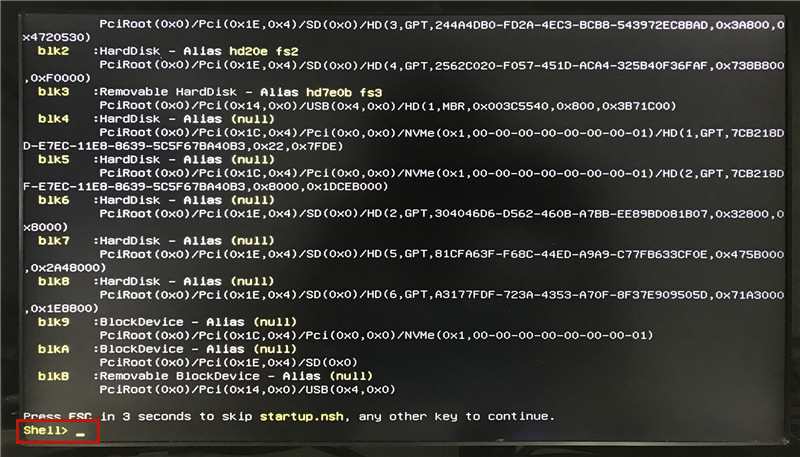 PciRoot(0x0)/Pci(0x1E,0x4)/SD(0x0)/HD(3,GPT,244A4DB0-FD2A-4EC3-BCB8-543972EC8BAD,0x3A800,0
x4720530)
blk2 :HardDisk - Alias hd20e fs2
PciRoot(0x0)/Pci(0x1E,0x4)/SD(0x0)/HD(4,GPT,2562C020-F057-451D-ACA4-325B40F36FAF,0x738B800
,0xF0000)
blk3 :Removable HardDisk - Alias hd7e0b fs3
PciRoot(0x0)/Pci(0x14,0x0)/USB(0x4,0x0)/HD(1,MBR,0x003C5540,0x800,0x3B71C00)
blk4 :HardDisk - Alias (null)
PciRoot(0x0)/Pci(0x1C,0x4)/Pci(0x0,0x0)/NVMe(0x1,00-00-00-00-00-00-00-01)/HD(1,GPT,7CB218D
D-E7EC-11E8-8639-5C5F67BA40B3,0x22,0x7FDE)
blk5 :HardDisk - Alias (null)
PciRoot(0x0)/Pci(0x1C,0x4)/Pci(0x0,0x0)/NVMe(0x1,00-00-00-00-00-00-00-01)/HD(2,GPT,7CB218D
F-E7EC-11E8-8639-5C5F67BA40B3,0x8000,0x1DCEB000)
blk6 :HardDisk - Alias (null)
PciRoot(0x0)/Pci(0x1E,0x4)/SD(0x0)/HD(2,GPT,304046D6-D562-460B-A7BB-EE89BD081B07,0x32800,0
x8000)
blk7 :HardDisk - Alias (null)
PciRoot(0x0)/Pci(0x1E,0x4)/SD(0x0)/HD(5,GPT,81CFA63F-F68C-44ED-A9A9-C77FB633CF0E,0x475B000
,0x2A48000)
blk8 :HardDisk - Alias (null)
PciRoot(0x0)/Pci(0x1E,0x4)/SD(0x0)/HD(6,GPT,A3177FDF-723A-4353-A70F-8F37E909505D,0x71A3000
,0x1E8800)
blk9 :BlockDevice - Alias (null)
PciRoot(0x0)/Pci(0x1C,0x4)/Pci(0x0,0x0)/NVMe(0x1,00-00-00-00-00-00-00-01)
blkA :BlockDevice - Alias (null)
PciRoot(0x0)/Pci(0x1E,0x4)/SD(0x0)
blkB :Removable BlockDevice - Alias (null)
PciRoot(0x0)/Pci(0x14,0x0)/USB(0x4,0x0)
Press ESC in 3 seconds to skip startup.nsh, any other key to continue.
Shell> _